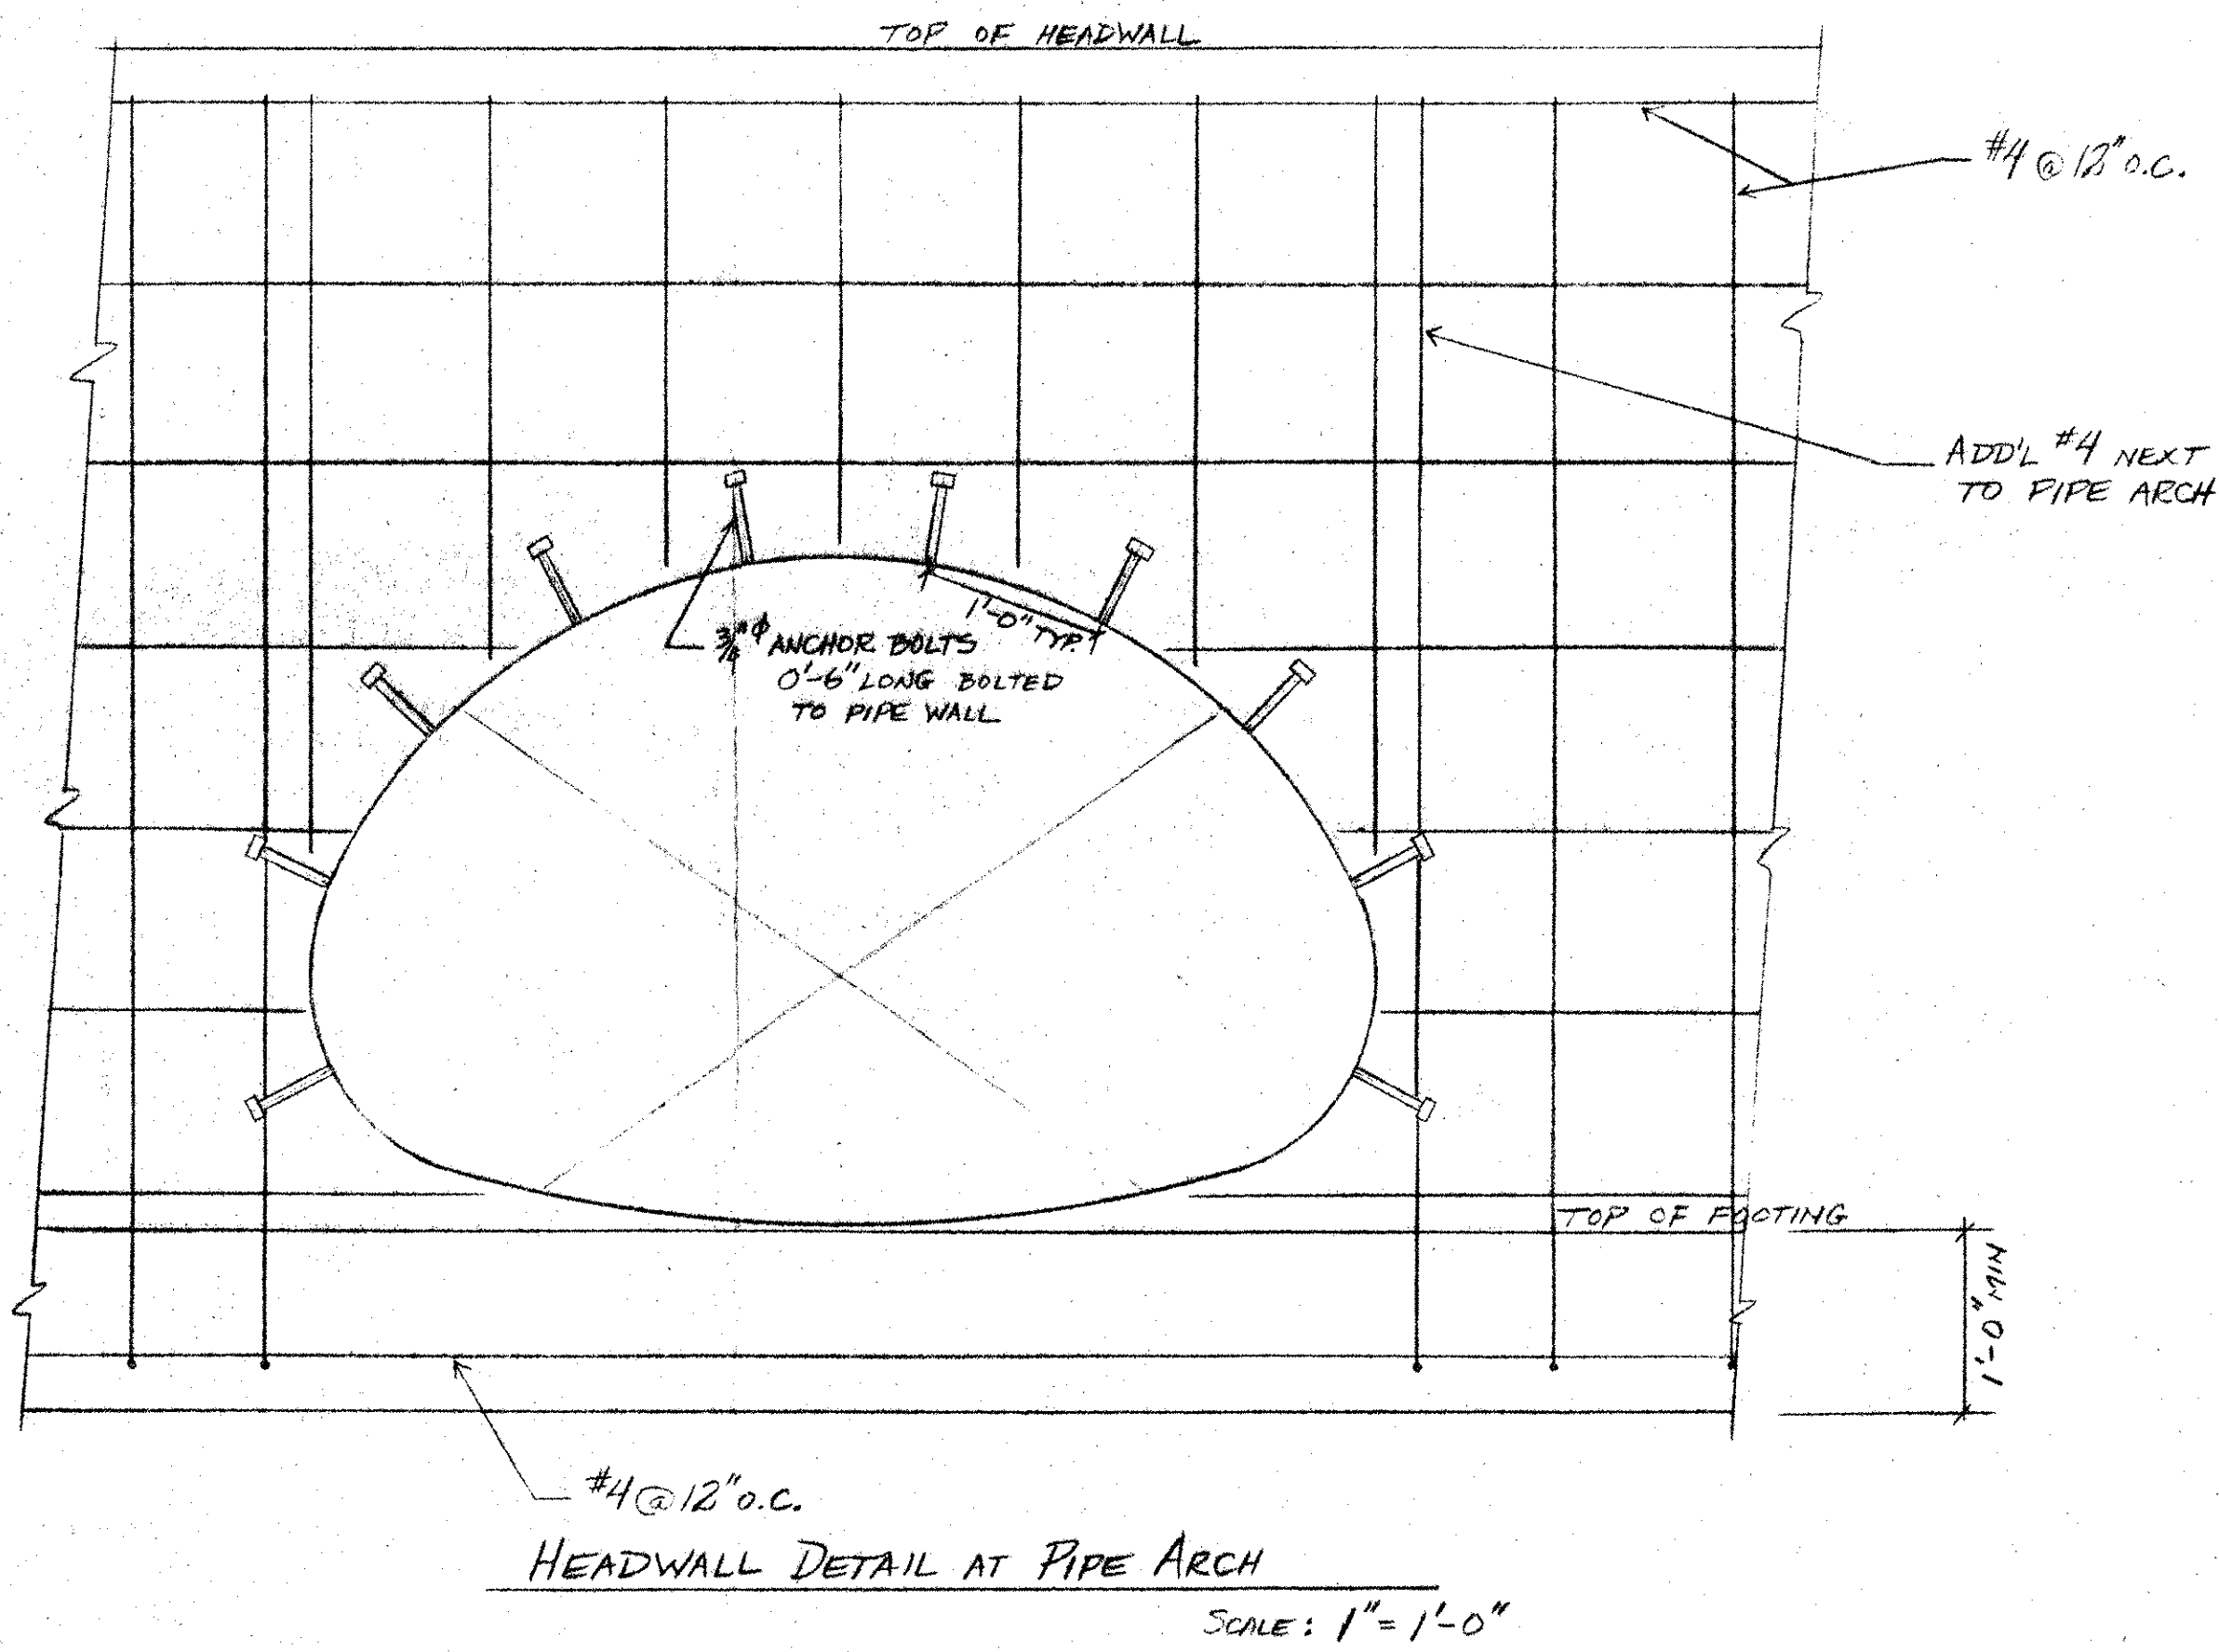 TOP OF HEADWALL
#4 @ 12" O.C.
ADD'L #4 NEXT
TO PIPE ARCH
1'-0" TYP.
3/4" Φ ANCHOR BOLTS
0'-6" LONG BOLTED
TO PIPE WALL
TOP OF FOOTING
1'-0" MIN
#4 @ 12" O.C.
HEADWALL DETAIL AT PIPE ARCH
SCALE: 1" = 1'-0"